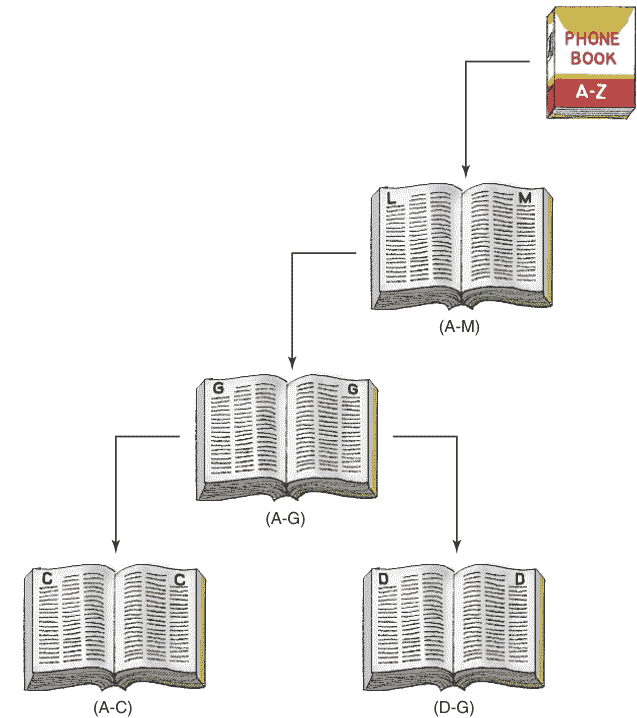 PHONE
BOOK
A-Z
L M
(A-M)
G G
(A-G)
C C
D D
(A-C)
(D-G)